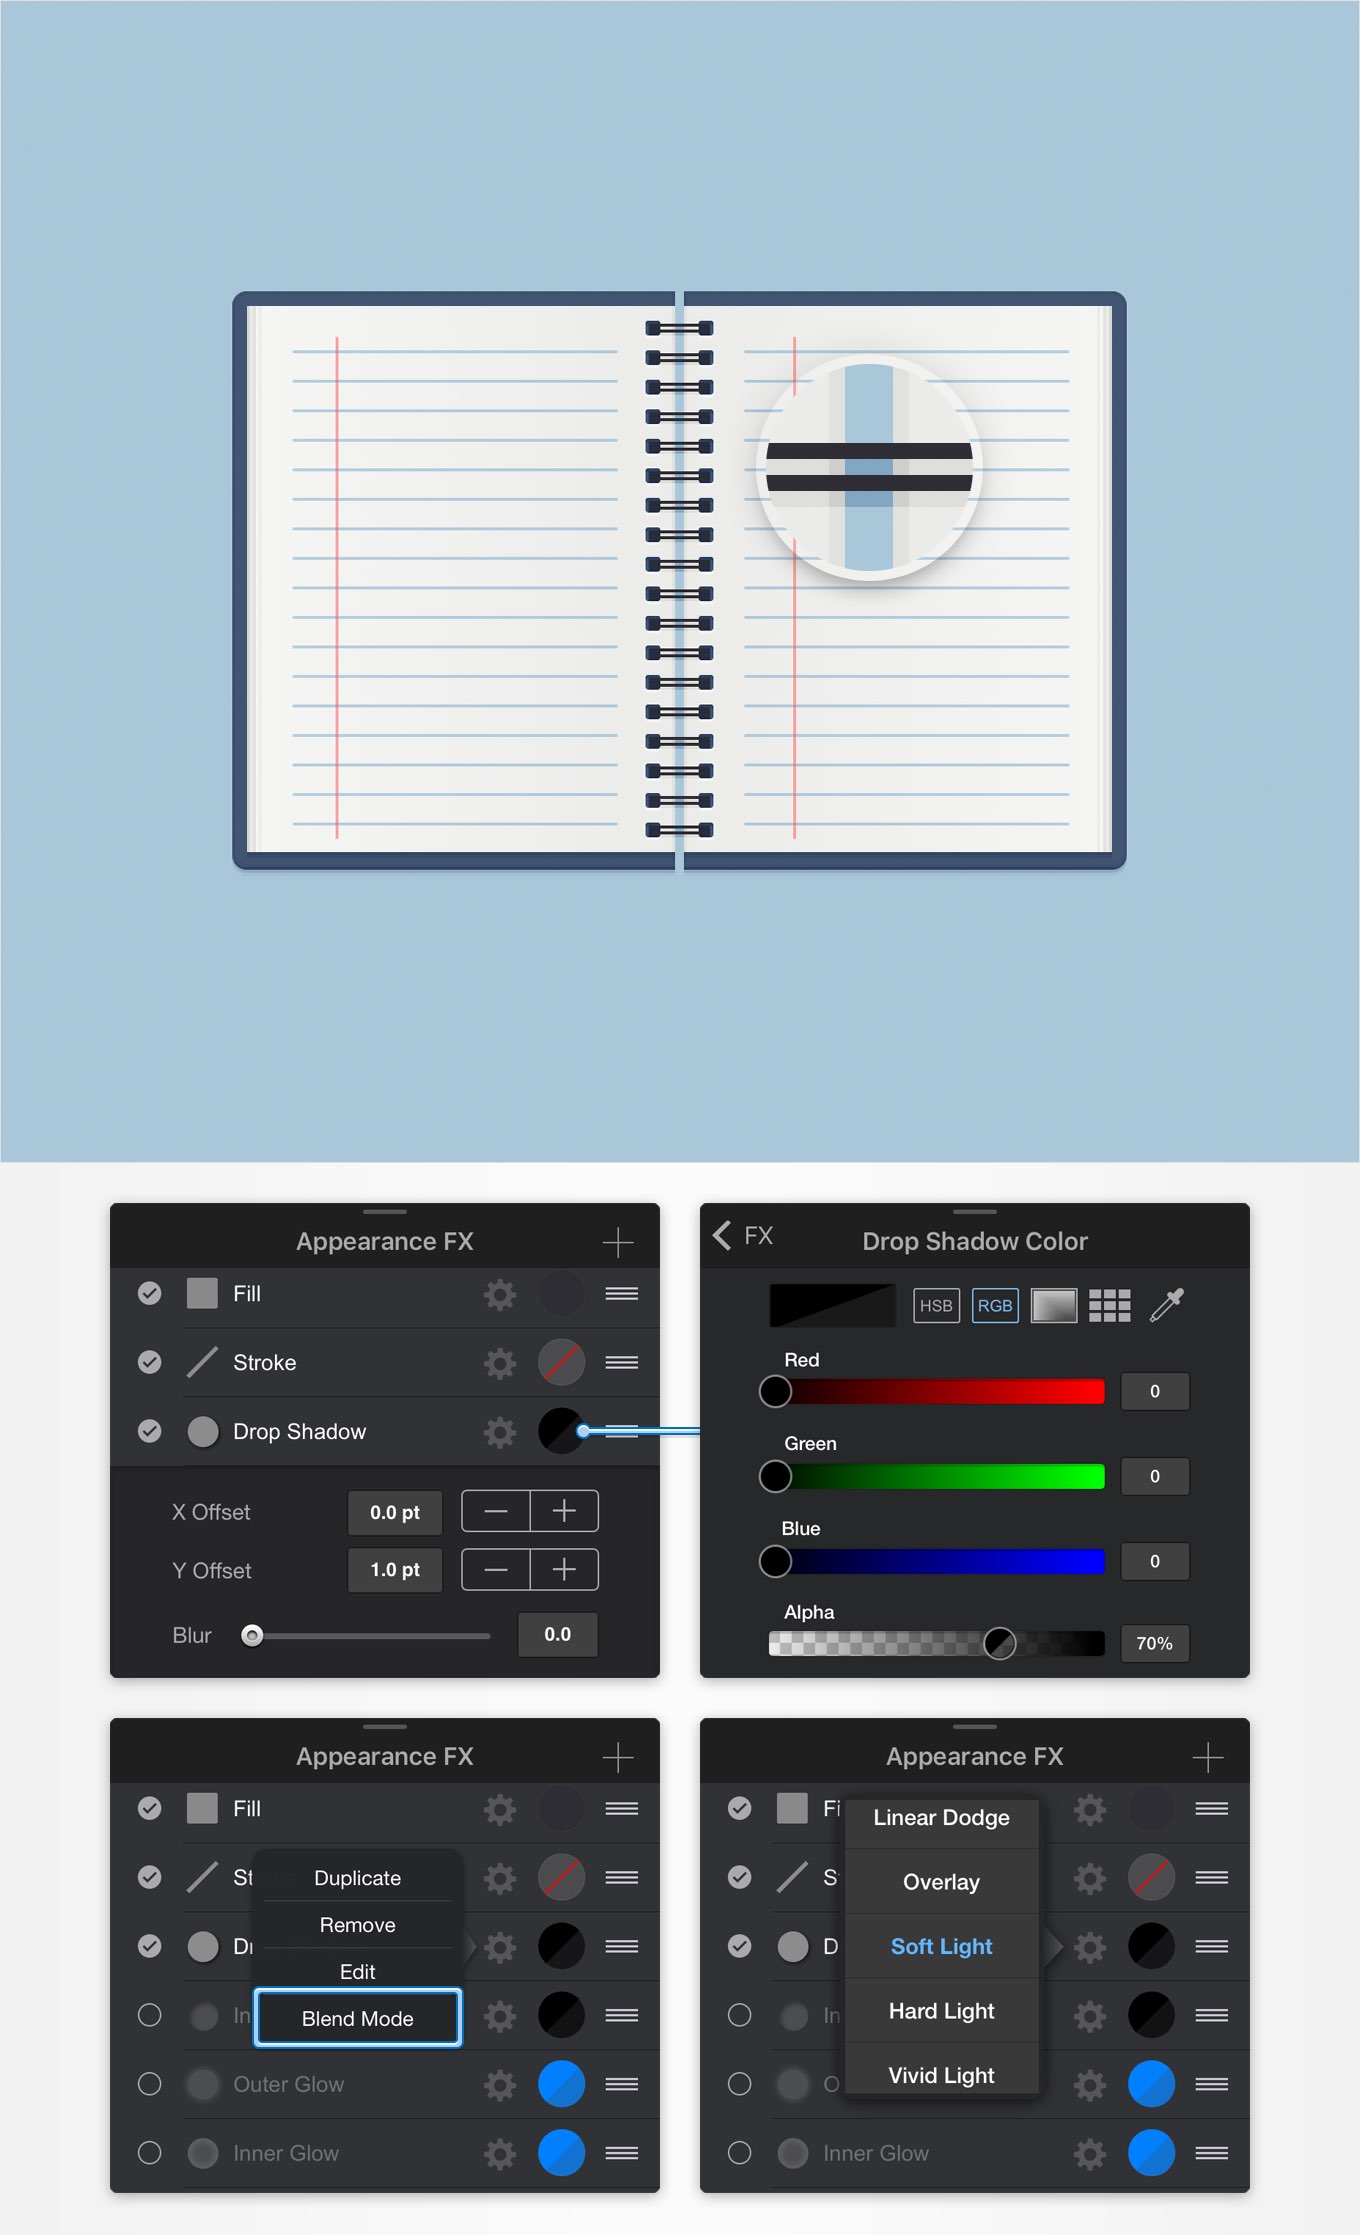 Appearance FX
Fill
Stroke
Drop Shadow
X Offset 0.0 pt
Y Offset 1.0 pt
Blur 0.0
FX Drop Shadow Color
HSB RGB
Red
0
Green
0
Blue
0
Alpha
70%
Appearance FX
Fill
St
Duplicate
Remove
Edit
Blend Mode
In
Outer Glow
Inner Glow
Appearance FX
Fi
Linear Dodge
S
Overlay
D
Soft Light
In
Hard Light
O
Vivid Light
Inner Glow